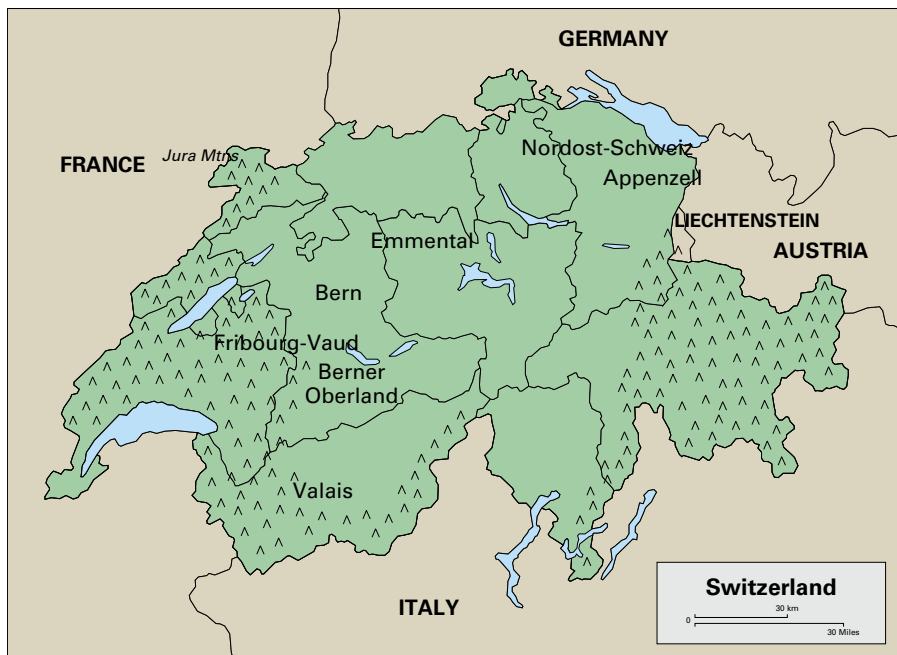 GERMANY
FRANCE
Jura Mtns
Nordost-Schweiz
Appenzell
LIECHTENSTEIN
AUSTRIA
Emmental
Bern
Fribourg-Vaud
Berner
Oberland
Valais
ITALY
Switzerland
30 km
0
30 Miles